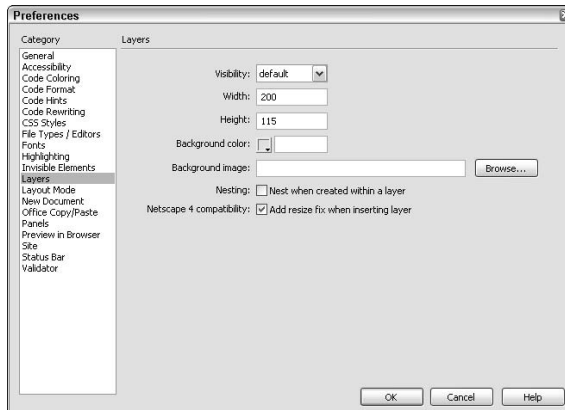 Preferences
Category
General
Accessibility
Code Coloring
Code Format
Code Hints
Code Rewriting
CSS Styles
File Types / Editors
Fonts
Highlighting
Invisible Elements
Layers
Layout Mode
New Document
Office Copy/Paste
Panels
Preview in Browser
Site
Status Bar
Validator
Layers
Visibility: default
Width: 200
Height: 115
Background color:
Background image: Browse...
Nesting: Nest when created within a layer
Netscape 4 compatibility: Add resize fix when inserting layer
OK Cancel Help